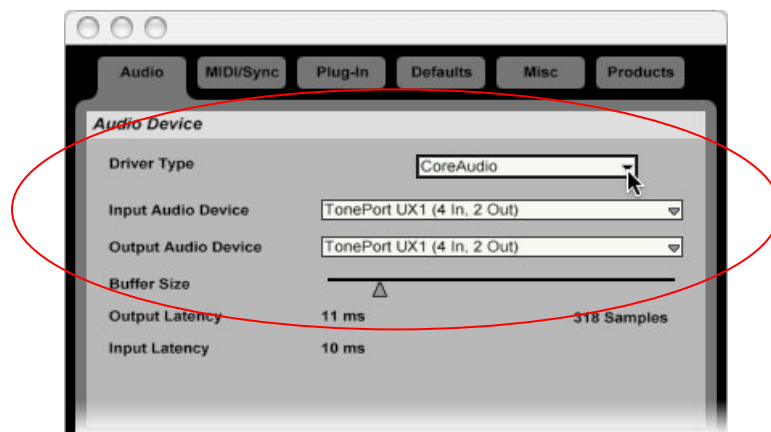 Audio MIDI/Sync Plug-In Defaults Misc Products
Audio Device
Driver Type CoreAudio
Input Audio Device TonePort UX1 (4 In, 2 Out)
Output Audio Device TonePort UX1 (4 In, 2 Out)
Buffer Size
Output Latency 11 ms 318 Samples
Input Latency 10 ms